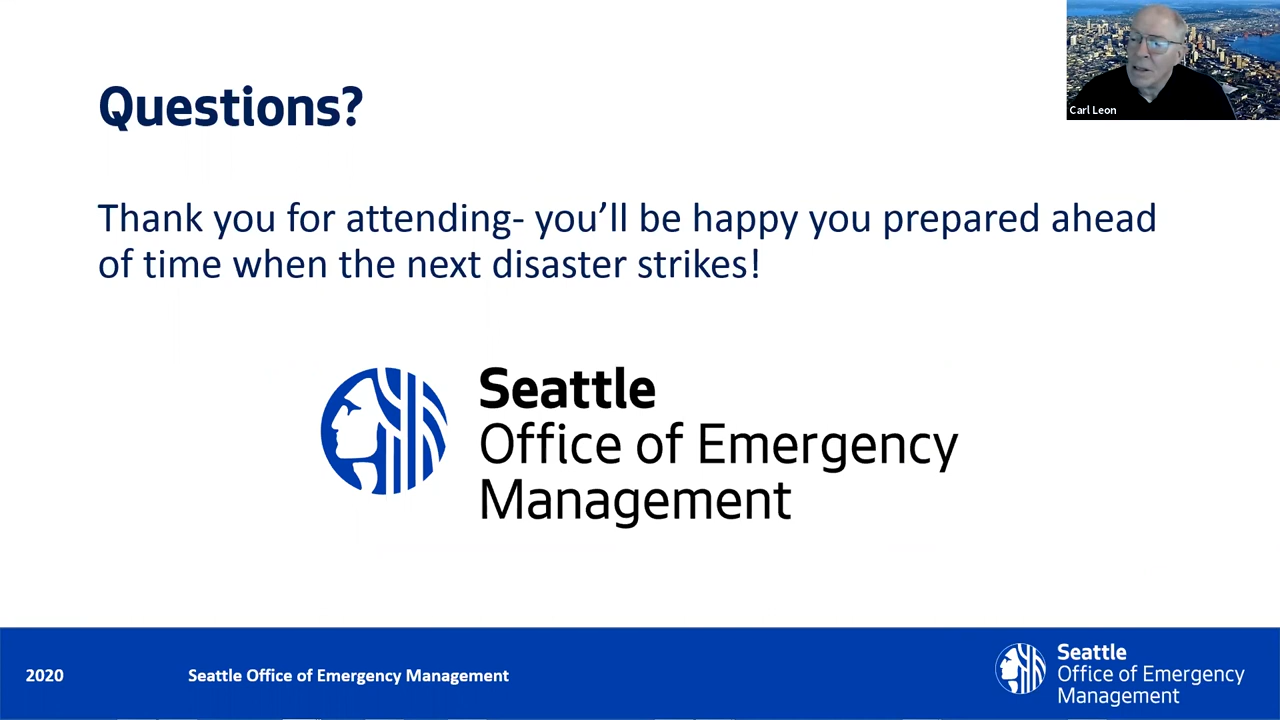 Carl Leon
Questions?
Thank you for attending- you’ll be happy you prepared ahead
of time when the next disaster strikes!
Seattle
Office of Emergency
Management
2020
Seattle Office of Emergency Management
Seattle
Office of Emergency
Management